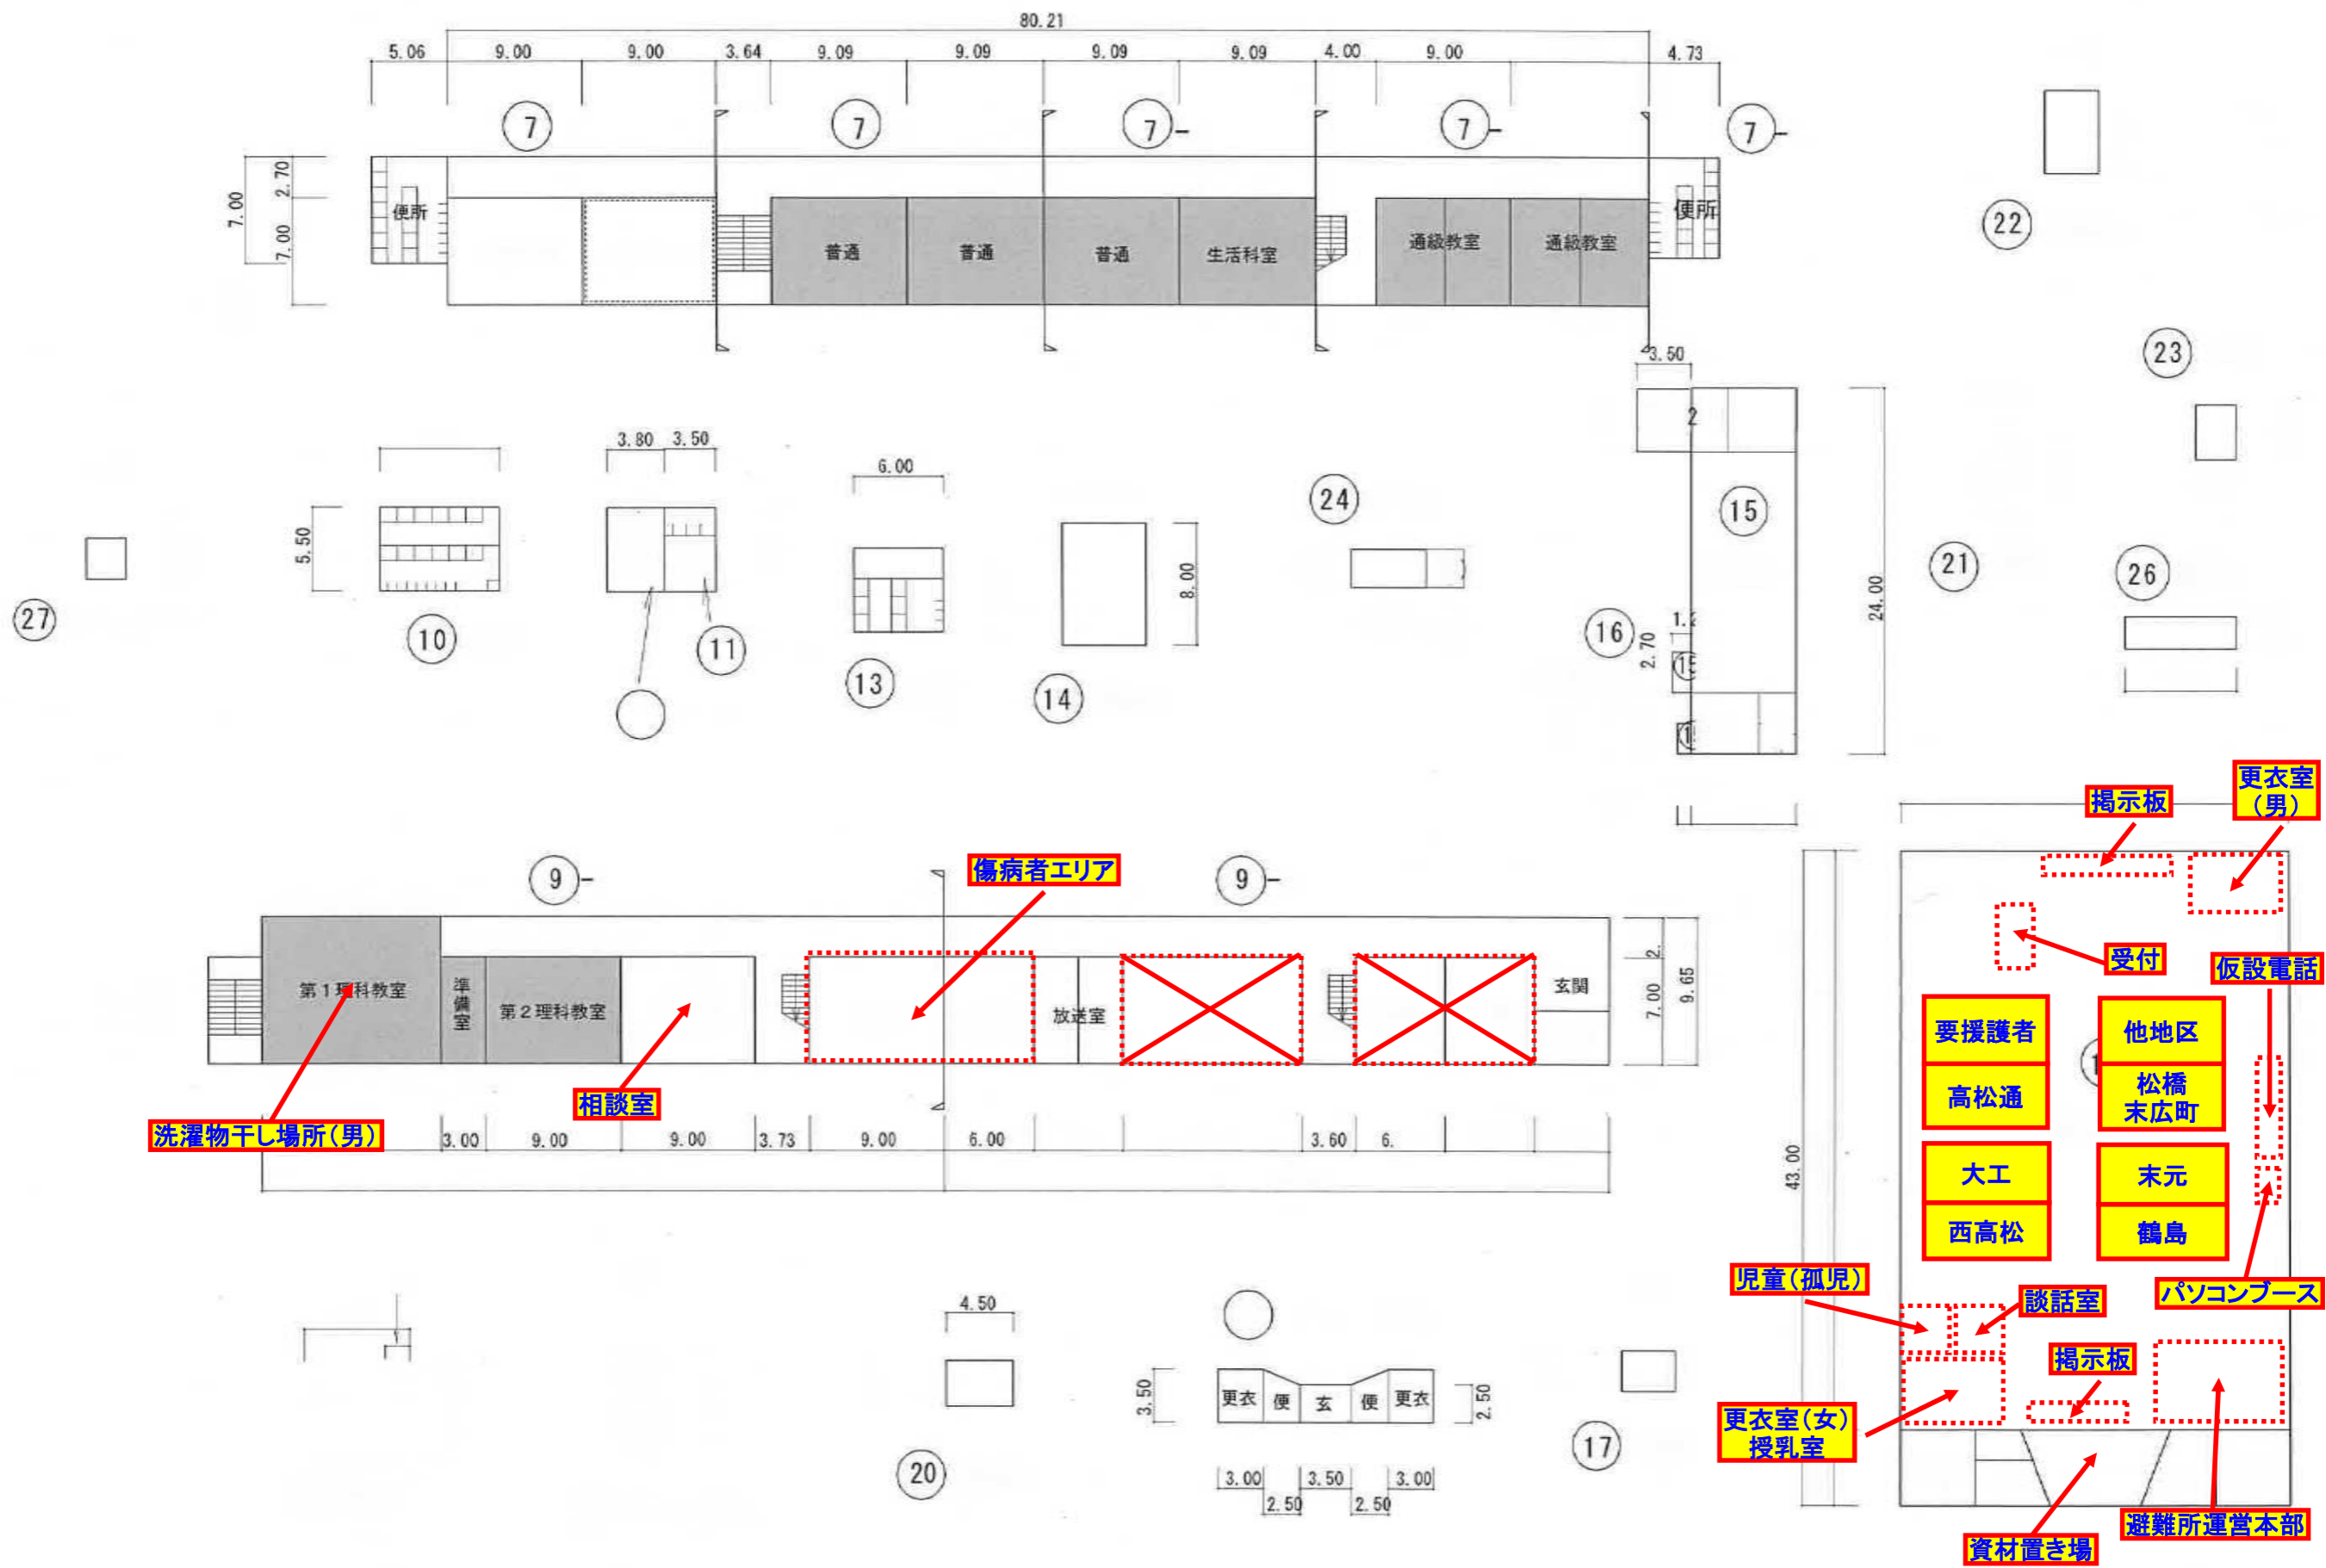 80.21
5.06 9.00 9.00 3.64 9.09 9.09 9.09 9.09 4.00 9.00 4.73
7 7 7- 7- 7-
7.00 2.70
7.00
便所
普通 普通 普通 生活科室 通級教室 通級教室
便所
22
23
3.50
2
15
24.00
21
26
27
5.50
10
3.80 3.50
11
6.00
13
14
8.00
24
16
2.70
掲示板
更衣室
(男)
9-
傷病者エリア
9-
受付
仮設電話
第1理科教室
準備室
第2理科教室
放送室
玄関
7.00 2.
9.65
洗濯物干し場所(男)
相談室
3.00 9.00 9.00 3.73 9.00 6.00 3.60 6.
43.00
要援護者
他地区
高松通
松橋
末広町
大工
末元
西高松
鶴島
児童(孤児)
談話室
パソコンブース
掲示板
更衣室(女)
授乳室
4.50
20
3.50
更衣 便 玄 便 更衣
2.50
3.00 3.50 3.00
2.50 2.50
17
避難所運営本部
資材置き場